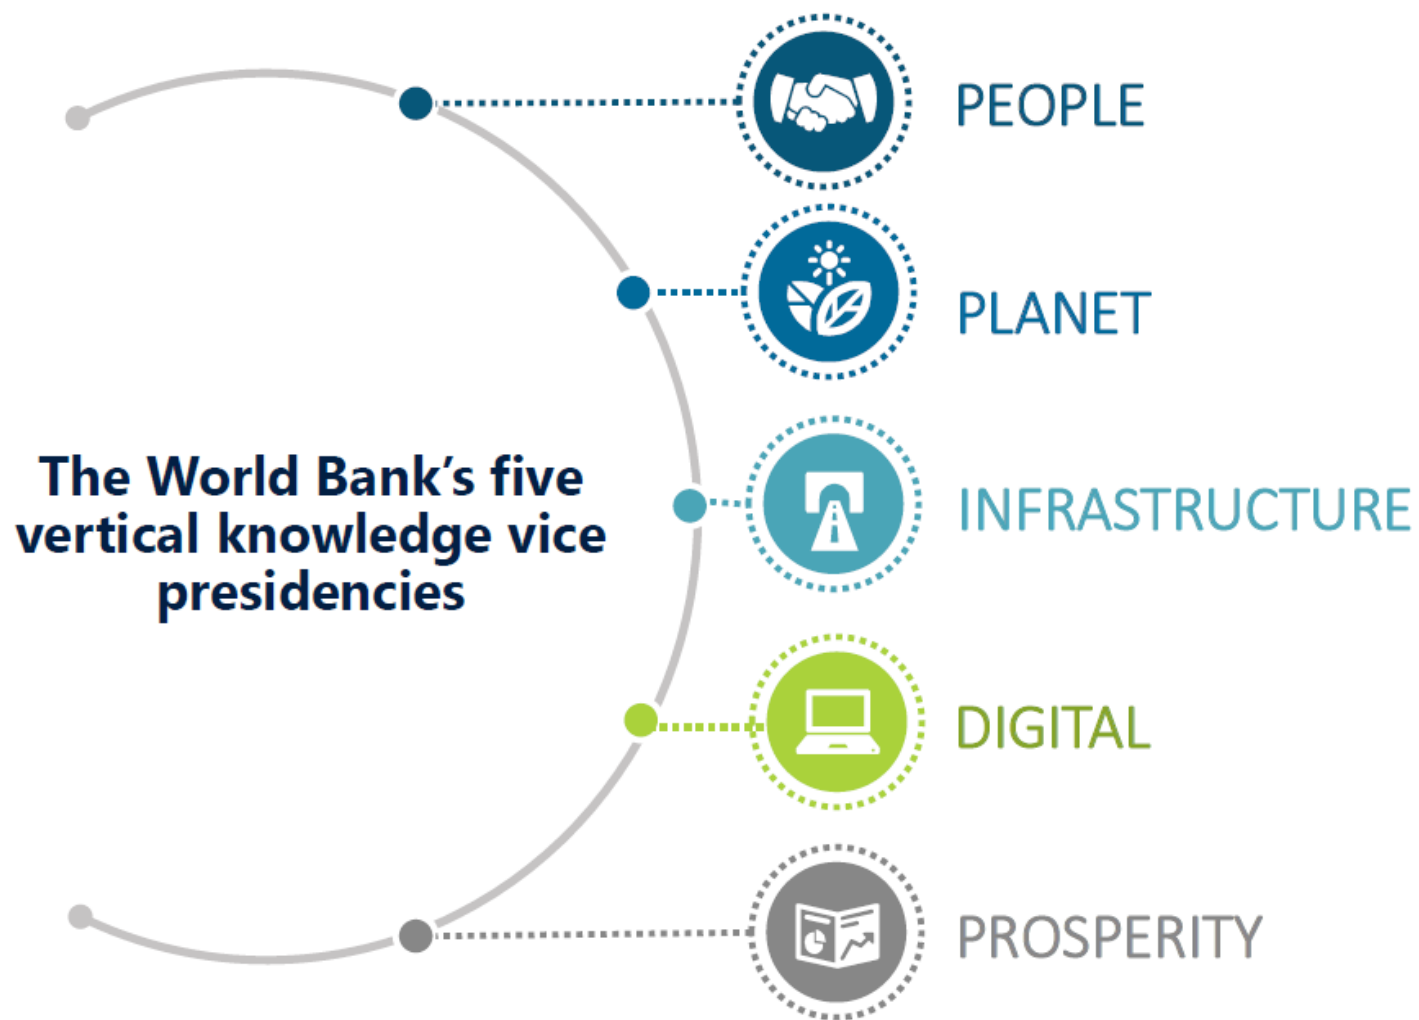 The World Bank’s five
vertical knowledge vice
presidencies
PEOPLE
PLANET
INFRASTRUCTURE
DIGITAL
PROSPERITY